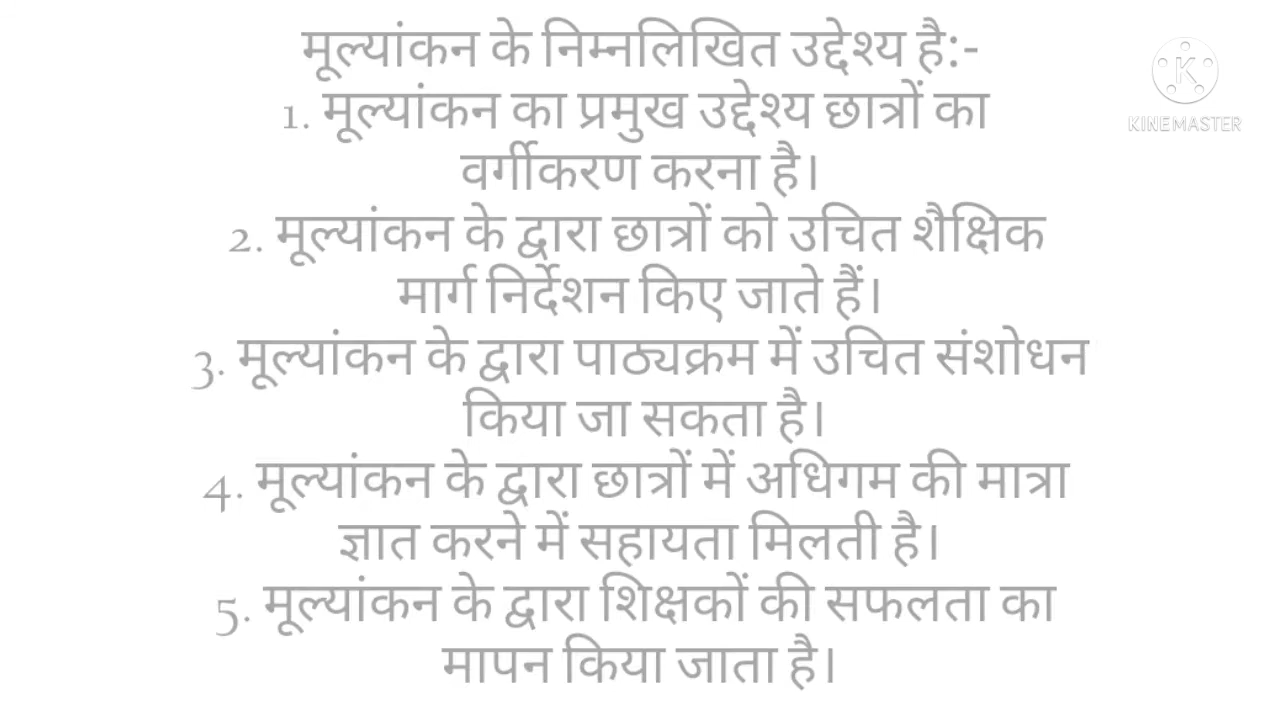 मूल्यांकन के निम्नलिखित उद्देश्य है:-
1. मूल्यांकन का प्रमुख उद्देश्य छात्रों का
वर्गीकरण करना है।
2. मूल्यांकन के द्वारा छात्रों को उचित शैक्षिक
मार्ग निर्देशन किए जाते हैं।
3. मूल्यांकन के द्वारा पाठ्यक्रम में उचित संशोधन
किया जा सकता है।
4. मूल्यांकन के द्वारा छात्रों में अधिगम की मात्रा
ज्ञात करने में सहायता मिलती है।
5. मूल्यांकन के द्वारा शिक्षकों की सफलता का
मापन किया जाता है।
K
KINEMASTER